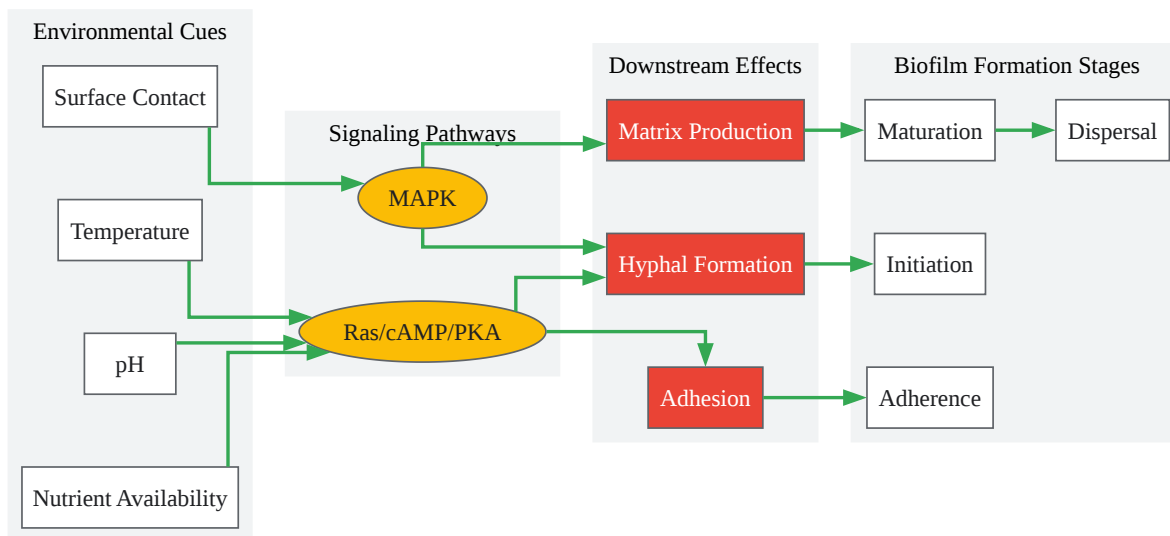 Environmental Cues
Surface Contact
Temperature
pH
Nutrient Availability
Signaling Pathways
MAPK
Ras/cAMP/PKA
Downstream Effects
Matrix Production
Hyphal Formation
Adhesion
Biofilm Formation Stages
Maturation
Dispersal
Initiation
Adherence